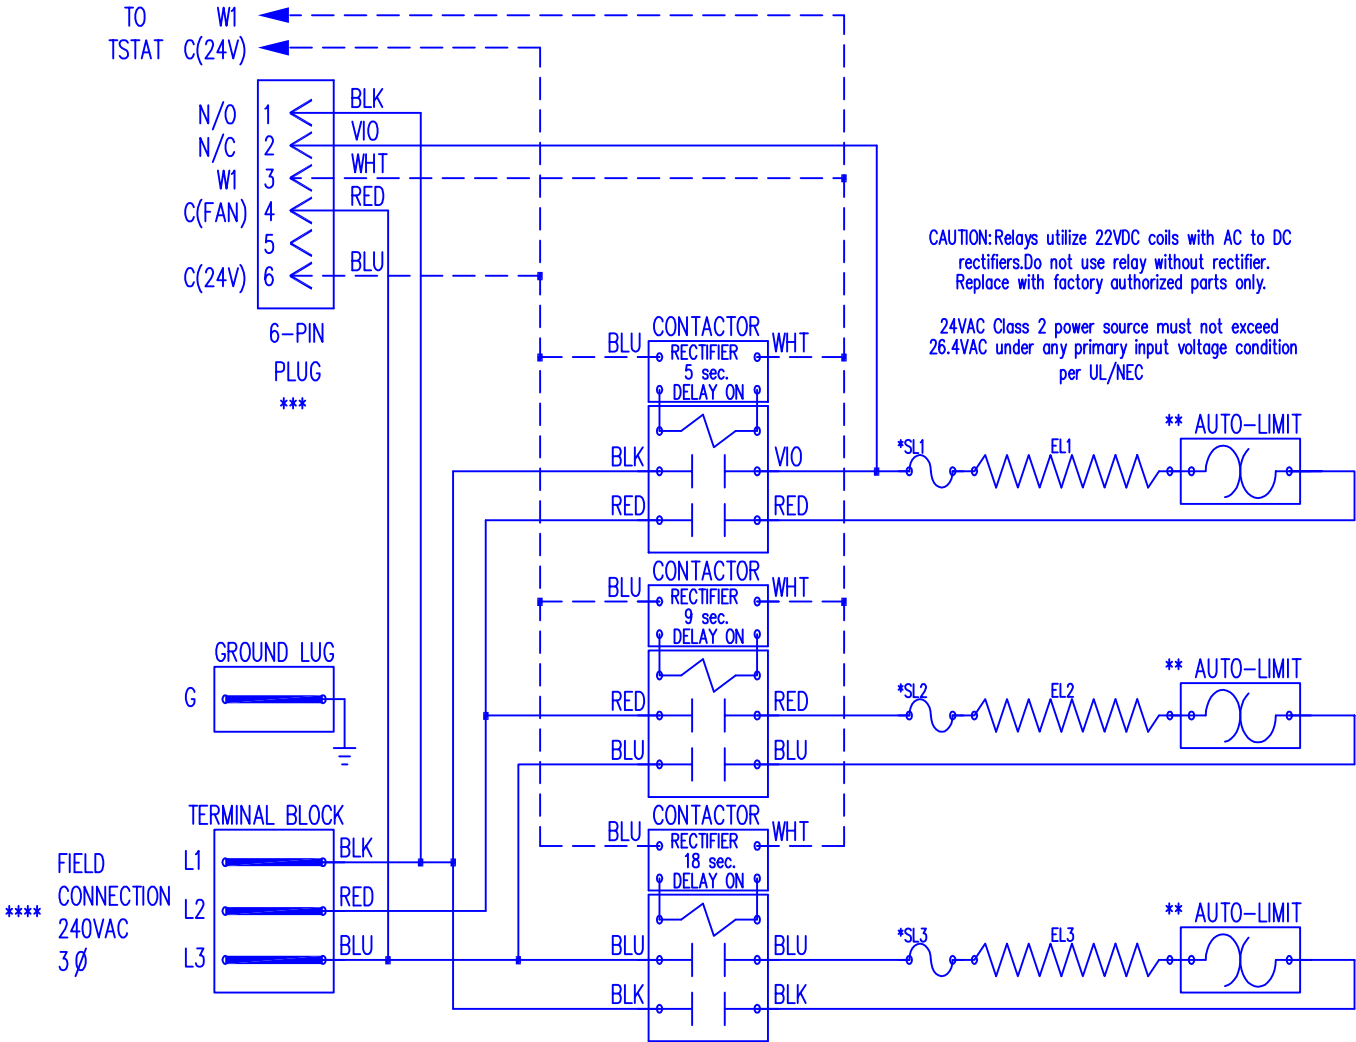 TO W1
TSTAT C(24V)
N/O 1 BLK
N/C 2 VIO
W1 3 WHT
C(FAN) 4 RED
5
C(24V) 6 BLU
6-PIN
PLUG
***
CAUTION: Relays utilize 22VDC coils with AC to DC
rectifiers.Do not use relay without rectifier.
Replace with factory authorized parts only.
24VAC Class 2 power source must not exceed
26.4VAC under any primary input voltage condition
per UL/NEC
CONTACTOR
BLU RECTIFIER WHT
5 sec.
DELAY ON
BLK VIO *SL1 EL1 ** AUTO-LIMIT
RED RED
CONTACTOR
BLU RECTIFIER WHT
9 sec.
DELAY ON
RED RED *SL2 EL2 ** AUTO-LIMIT
BLU BLU
GROUND LUG
G
CONTACTOR
BLU RECTIFIER WHT
18 sec.
DELAY ON
BLU BLU *SL3 EL3 ** AUTO-LIMIT
BLK BLK
TERMINAL BLOCK
L1 BLK
L2 RED
L3 BLU
FIELD
CONNECTION
**** 240VAC
3 Ø